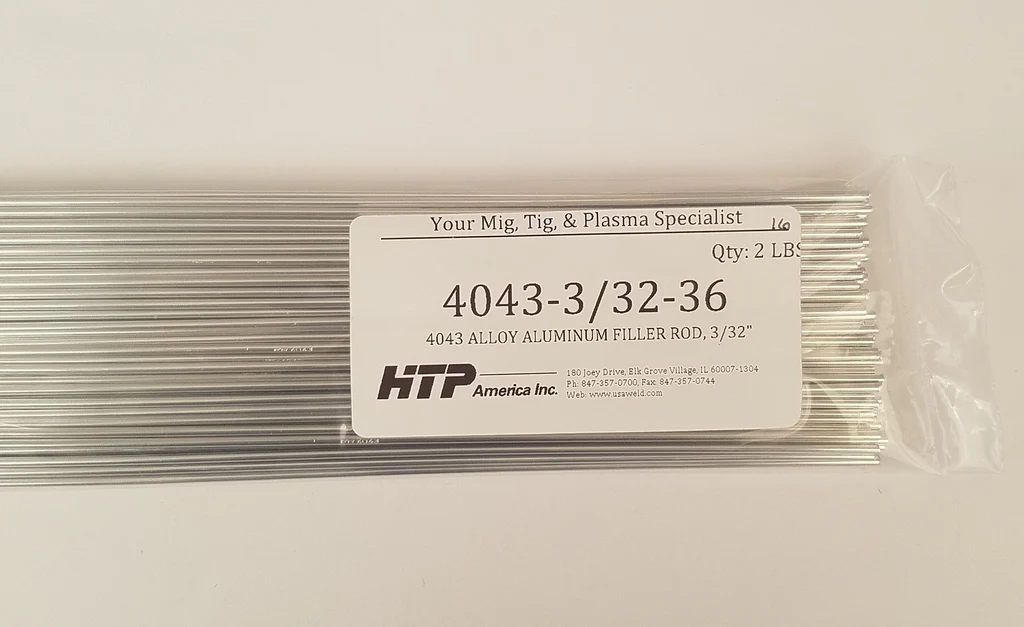 Your Mig, Tig, & Plasma Specialist
16
Qty: 2 LBS
4043-3/32-36
4043 ALLOY ALUMINUM FILLER ROD, 3/32"
HTP America Inc.
180 Joey Drive, Elk Grove Village, IL 60007-1304
Ph: 847-357-0700, Fax: 847-357-0744
Web: www.usaweld.com